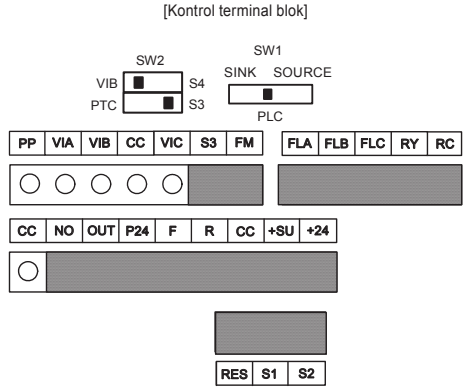 [Kontrol terminal blok]
SW2
SW1
VIB S4
PTC S3
SINK SOURCE
PLC
PP VIA VIB CC VIC S3 FM
FLA FLB FLC RY RC
CC NO OUT P24 F R CC +SU +24
RES S1 S2